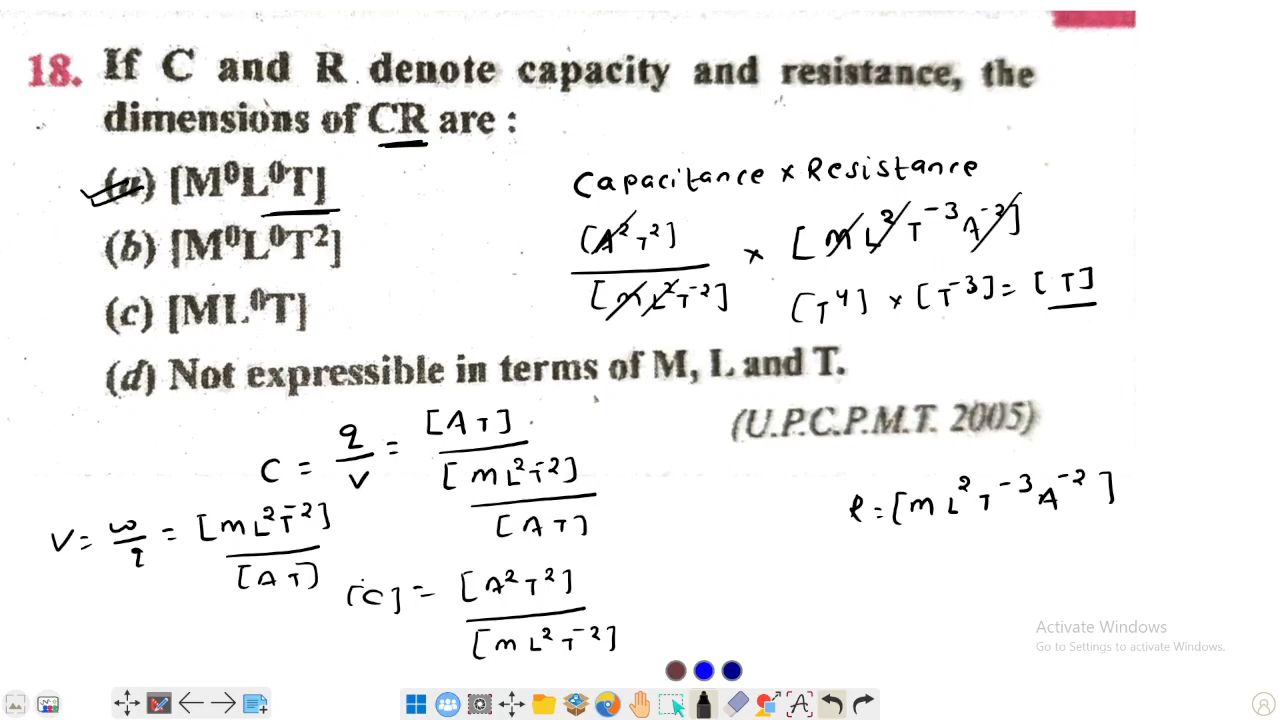 18. If C and R denote capacity and resistance, the
dimensions of CR are :
(a) [M⁰L⁰T]
(b) [M⁰L⁰T²]
(c) [ML⁰T]
(d) Not expressible in terms of M, L and T.
(U.P.C.P.M.T. 2005)
Capacitance × Resistance
[A²T²] / [ML²T⁻²] × [ML²T⁻³A⁻²]
[T⁴] × [T⁻³] = [T]
C = q/V = [AT] / [ML²T⁻²] / [AT]
V = w/q = [ML²T⁻²] / [AT]
[C] = [A²T²] / [ML²T⁻²]
R = [ML²T⁻³A⁻²]
Activate Windows
Go to Settings to activate Windows.